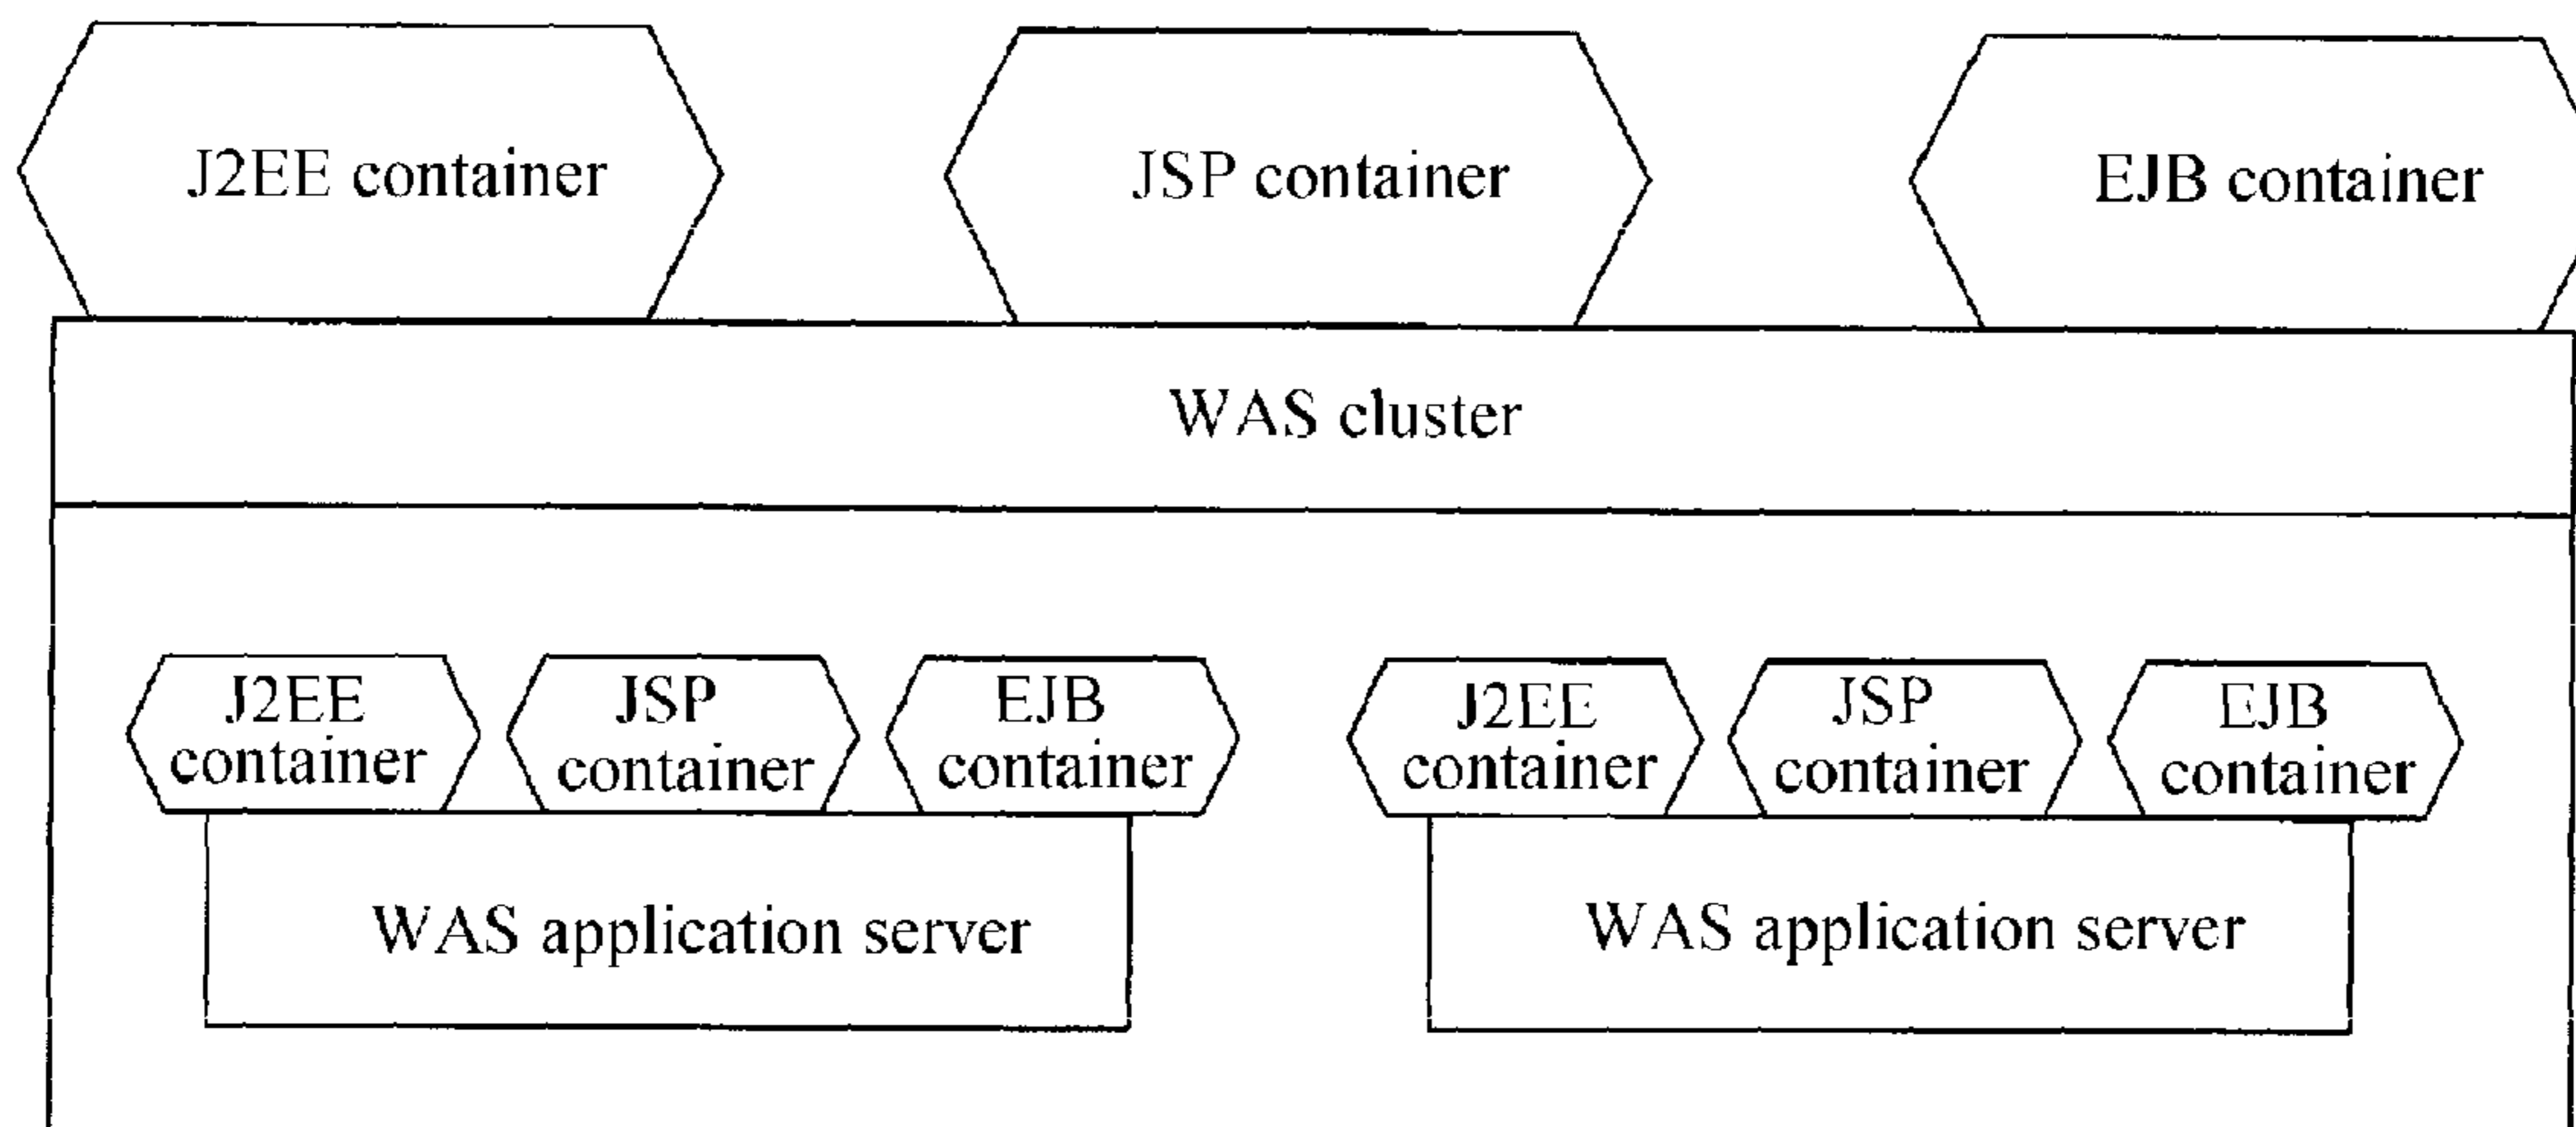 J2EE container
JSP container
EJB container
WAS cluster
J2EE
container
JSP
container
EJB
container
J2EE
container
JSP
container
EJB
container
WAS application server
WAS application server